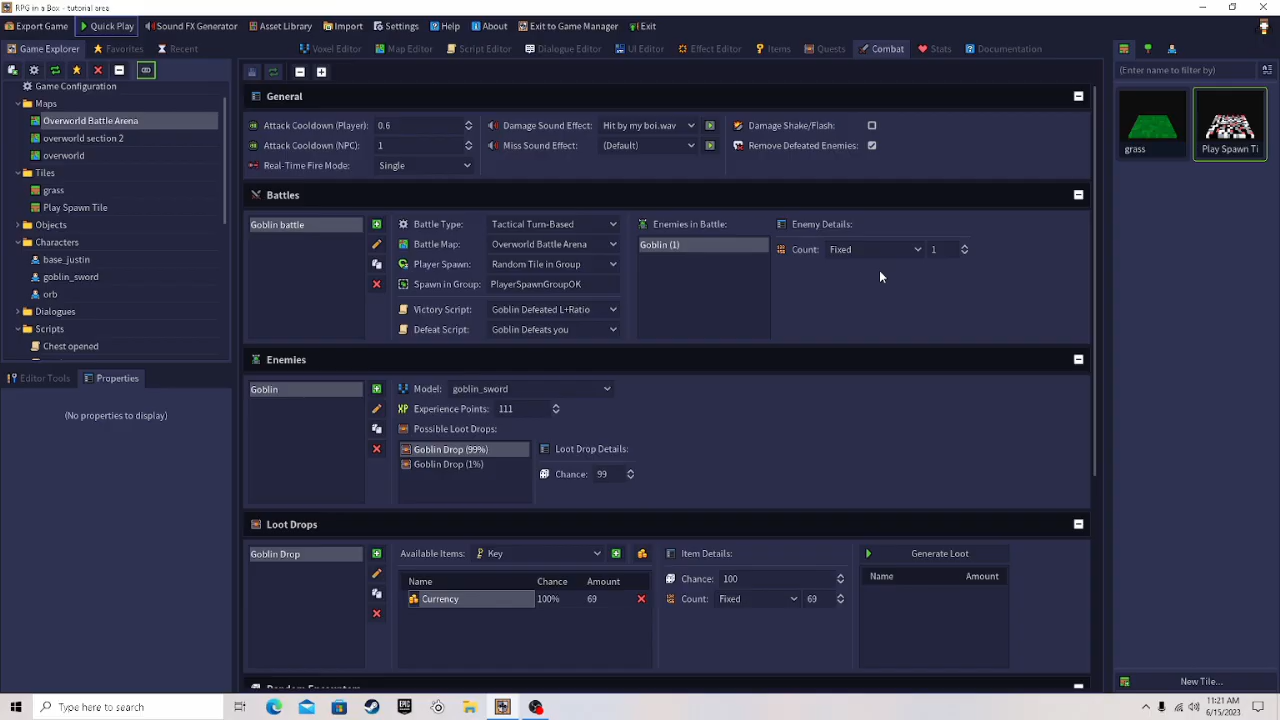 RPG in a Box - tutorial area
Export Game
Quick Play
Sound FX Generator
Asset Library
Import
Settings
Help
About
Exit to Game Manager
Exit
Game Explorer
Favorites
Recent
Voxel Editor
Map Editor
Script Editor
Dialogue Editor
UI Editor
Effect Editor
Items
Quests
Combat
Stats
Documentation
(Enter name to filter by)
Game Configuration
Maps
Overworld Battle Arena
overworld section 2
overworld
Tiles
grass
Play Spawn Tile
Objects
Characters
base_justin
goblin_sword
orb
Dialogues
Scripts
Chest opened
Editor Tools
Properties
(No properties to display)
General
Attack Cooldown (Player): 0.6
Damage Sound Effect: Hit by my boi.wav
Damage Shake/Flash:
Attack Cooldown (NPC): 1
Miss Sound Effect: (Default)
Remove Defeated Enemies:
Real-Time Fire Mode: Single
Battles
Goblin battle
Battle Type: Tactical Turn-Based
Battle Map: Overworld Battle Arena
Player Spawn: Random Tile in Group
Spawn in Group: PlayerSpawnGroupOK
Victory Script: Goblin Defeated L+Ratio
Defeat Script: Goblin Defeats you
Enemies in Battle:
Goblin (1)
Enemy Details:
Count: Fixed 1
Enemies
Goblin
Model: goblin_sword
Experience Points: 111
Possible Loot Drops:
Goblin Drop (99%)
Goblin Drop (1%)
Loot Drop Details:
Chance: 99
Loot Drops
Goblin Drop
Available Items: Key
Name Chance Amount
Currency 100% 69
Item Details:
Chance: 100
Count: Fixed 69
Generate Loot
Name Amount
grass
Play Spawn Ti
New Tile...
Type here to search
11:21 AM
6/15/2023